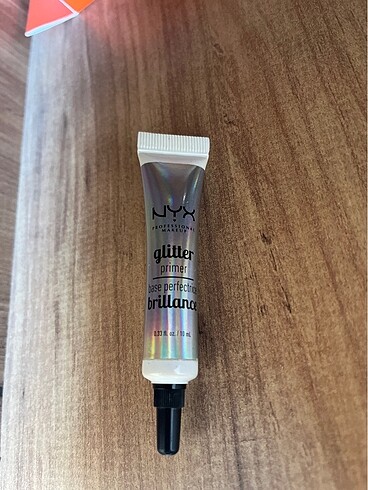 NYX
PROFESSIONAL
MAKEUP
glitter
primer
base perfectrice
brillance
0.33 fl. oz. / 10 mL